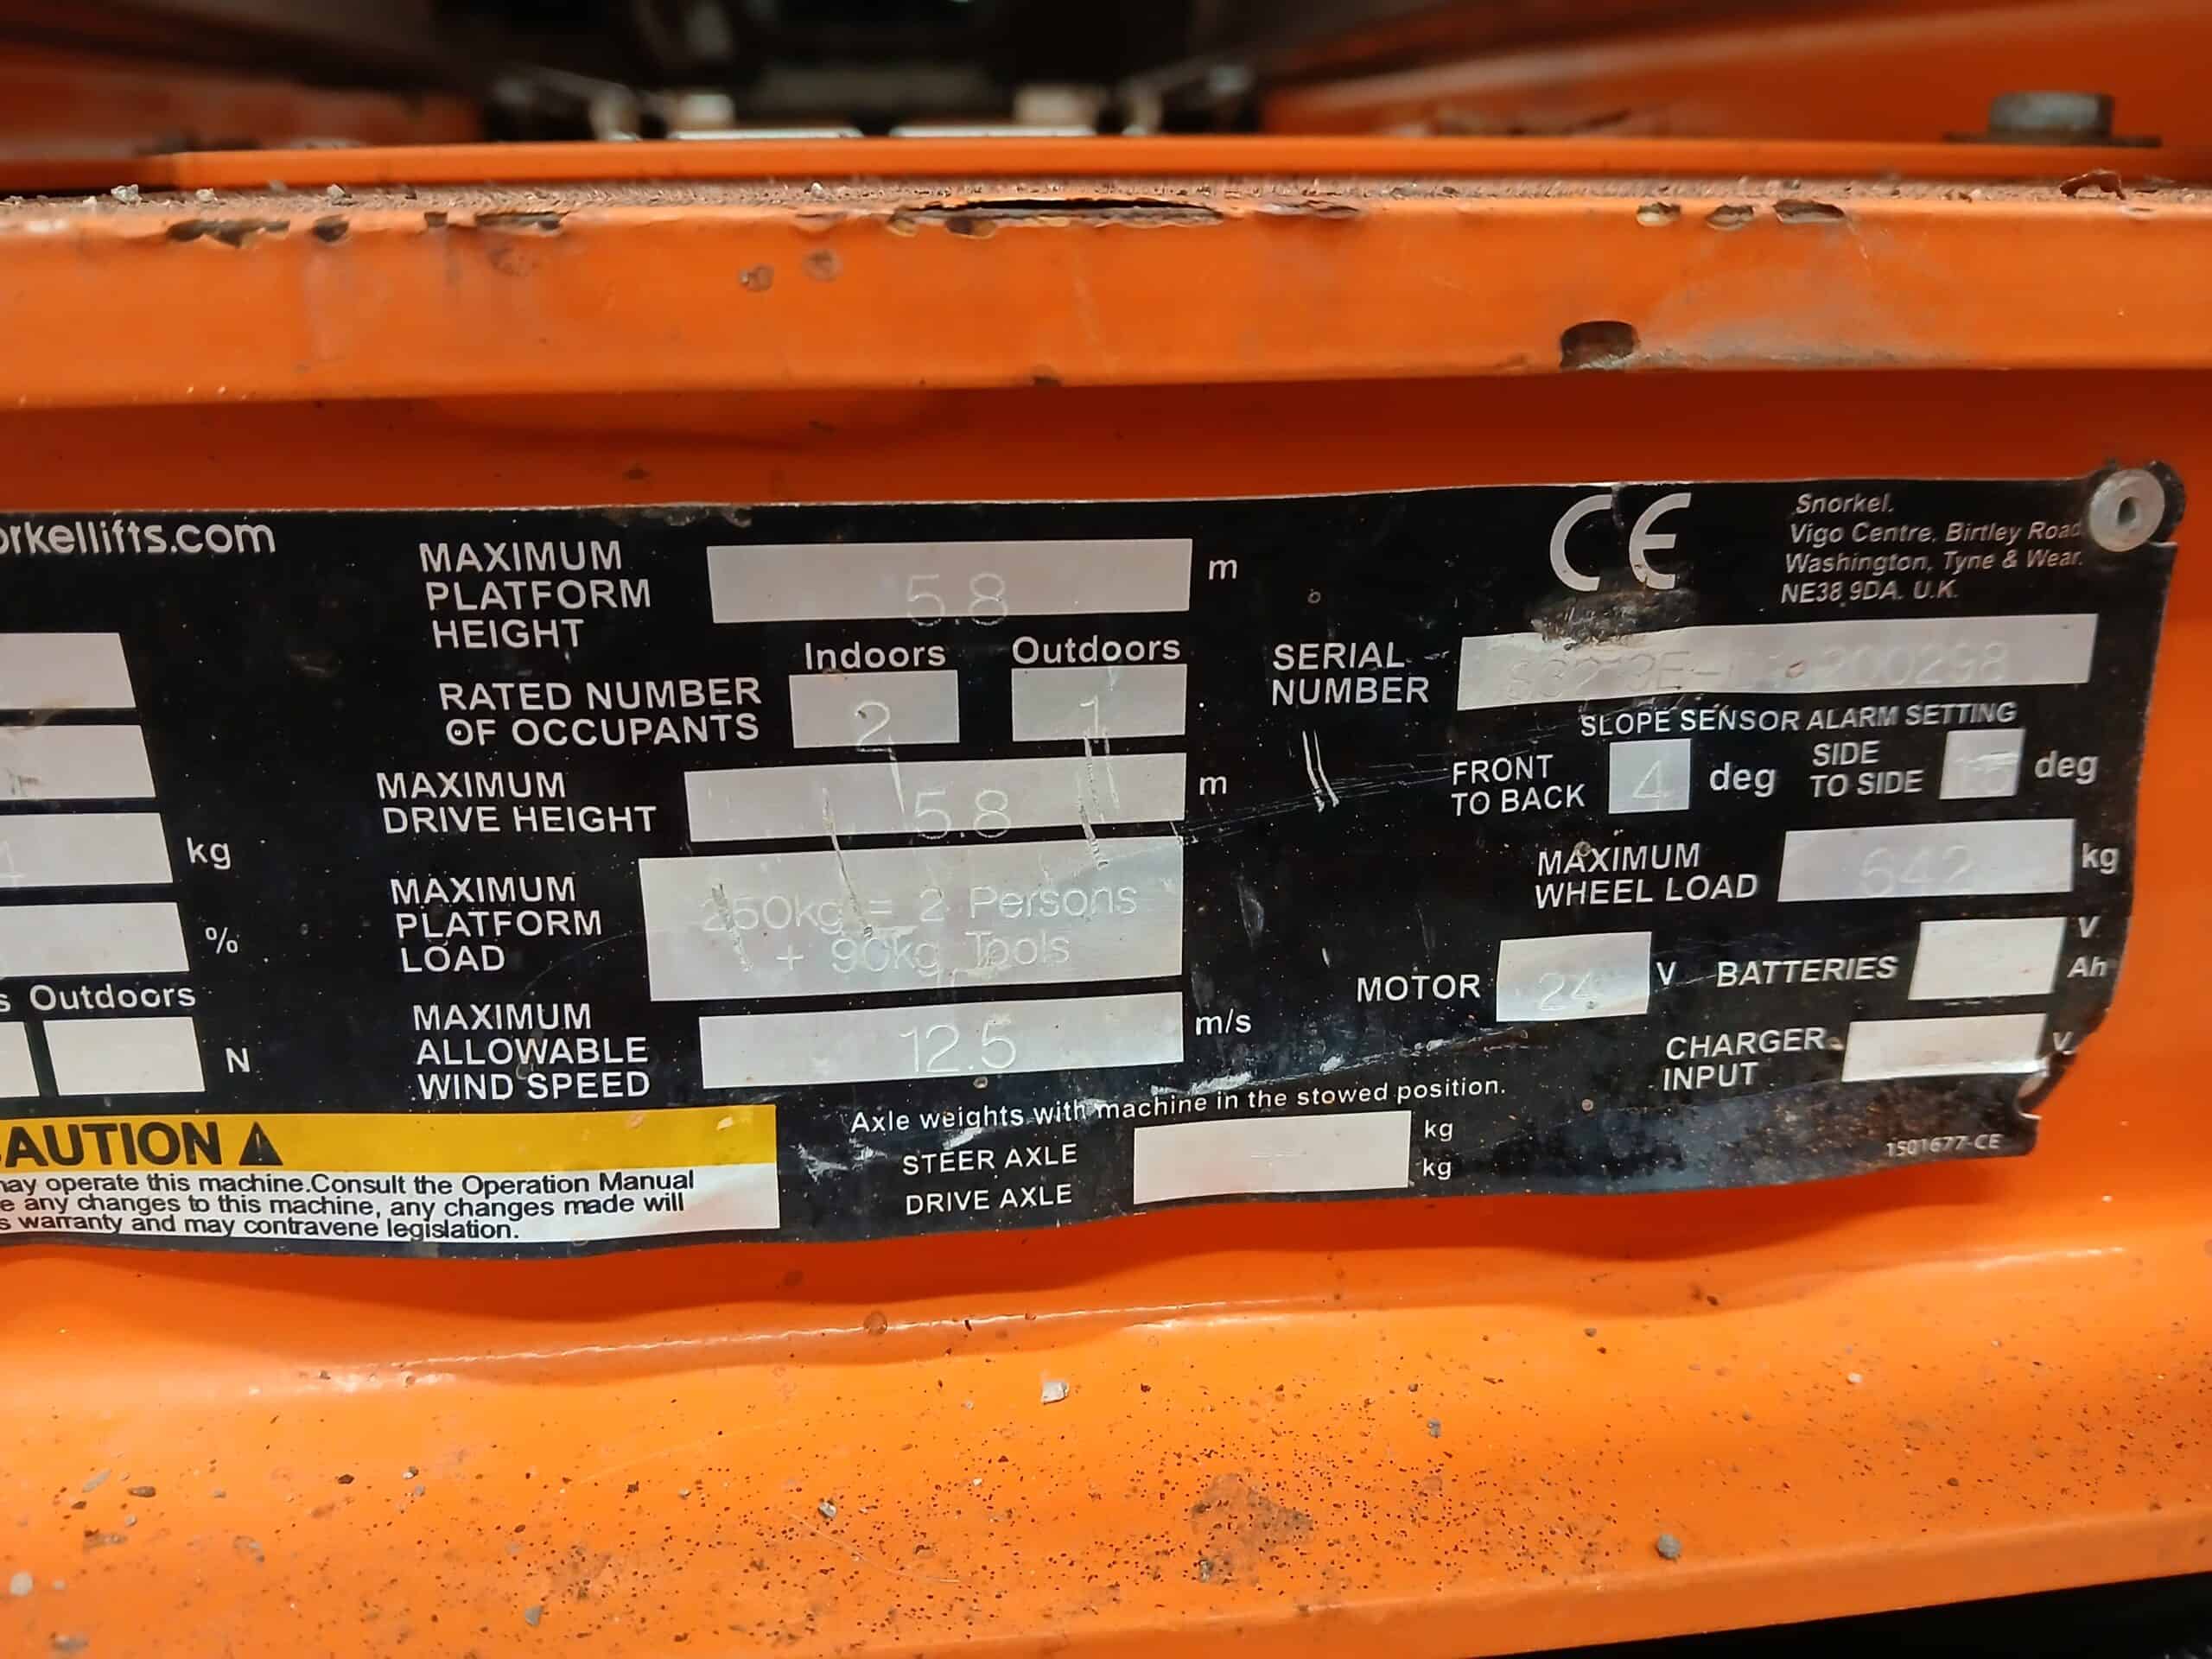 orkellifts.com
kg
%
Outdoors
N
AUTION
may operate this machine.Consult the Operation Manual
e any changes to this machine, any changes made will
s warranty and may contravene legislation.
MAXIMUM
PLATFORM
HEIGHT
5.8 m
Indoors Outdoors
RATED NUMBER
OF OCCUPANTS
2 1
MAXIMUM
DRIVE HEIGHT
5.8 m
MAXIMUM
PLATFORM
LOAD
250kg = 2 Persons
+ 90kg Tools
MAXIMUM
ALLOWABLE
WIND SPEED
12.5 m/s
Axle weights with machine in the stowed position.
STEER AXLE kg
DRIVE AXLE kg
CE
Snorkel.
Vigo Centre, Birtley Road
Washington, Tyne & Wear.
NE38 9DA. U.K.
SERIAL
NUMBER
SLOPE SENSOR ALARM SETTING
FRONT
TO BACK
4 deg
SIDE
TO SIDE
deg
MAXIMUM
WHEEL LOAD
642 kg
MOTOR 24 V
BATTERIES
V
Ah
CHARGER
INPUT
V
1501677-CE